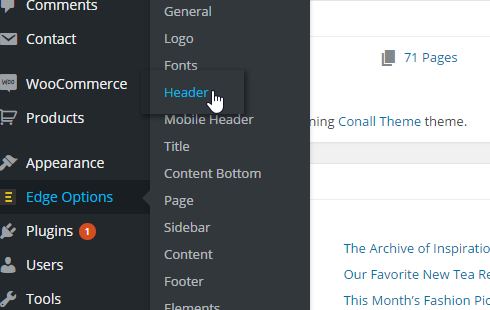 Comments
Contact
WooCommerce
Products
Appearance
Edge Options
Plugins 1
Users
Tools
General
Logo
Fonts
Header
Mobile Header
Title
Content Bottom
Page
Sidebar
Content
Footer
Elements
71 Pages
ning Conall Theme theme.
The Archive of Inspiratio
Our Favorite New Tea Re
This Month's Fashion Pic